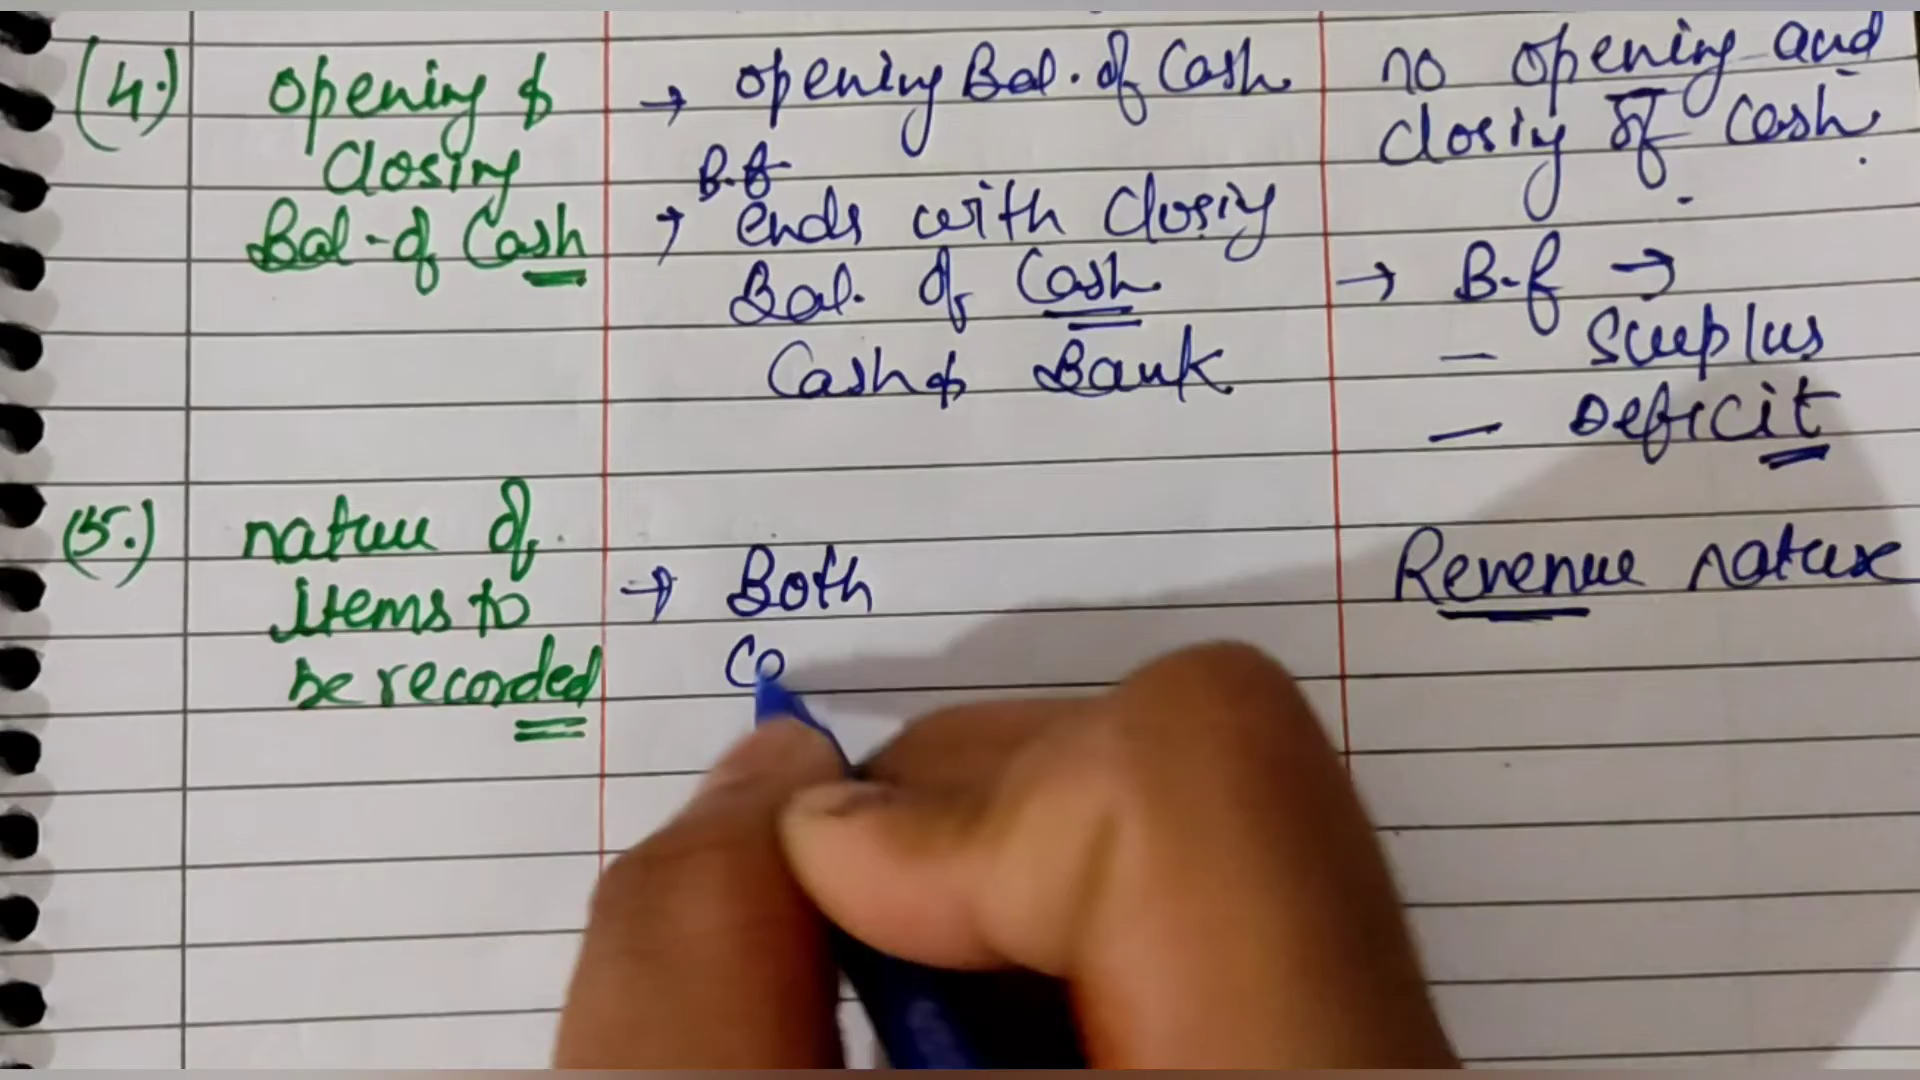 (4.) opening &
closing
Bal. of Cash
→ opening Bal. of Cash
B.f
→ ends with closing
Bal. of Cash
Cash & Bank
no opening and
closing of cash.
→ B.f →
- Surplus
- Deficit
(5.) nature of
items to
be recorded
→ Both
Ca
Revenue nature